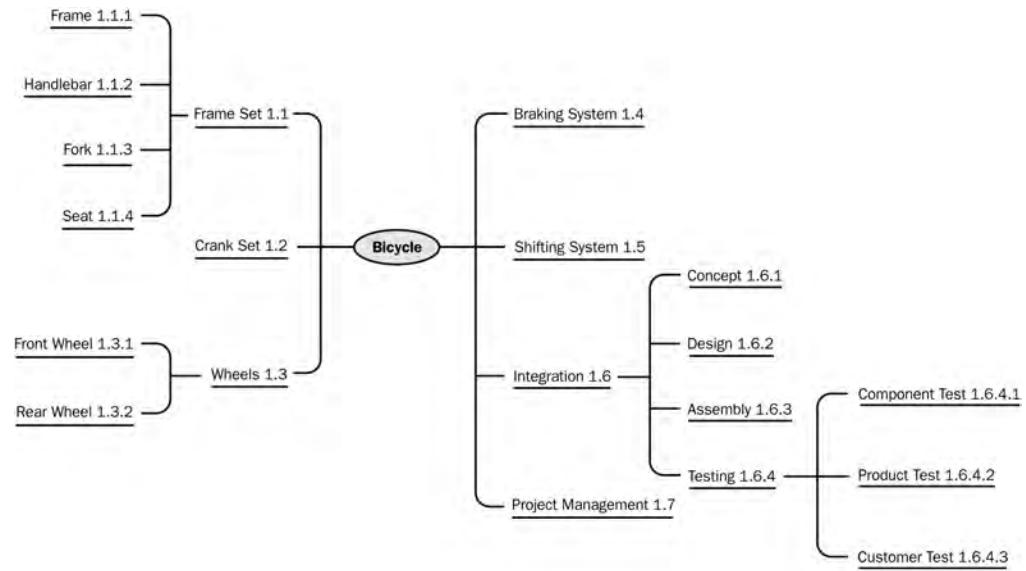 Frame 1.1.1
Handlebar 1.1.2
Fork 1.1.3
Seat 1.1.4
Frame Set 1.1
Crank Set 1.2
Front Wheel 1.3.1
Rear Wheel 1.3.2
Wheels 1.3
Bicycle
Braking System 1.4
Shifting System 1.5
Integration 1.6
Project Management 1.7
Concept 1.6.1
Design 1.6.2
Assembly 1.6.3
Testing 1.6.4
Component Test 1.6.4.1
Product Test 1.6.4.2
Customer Test 1.6.4.3